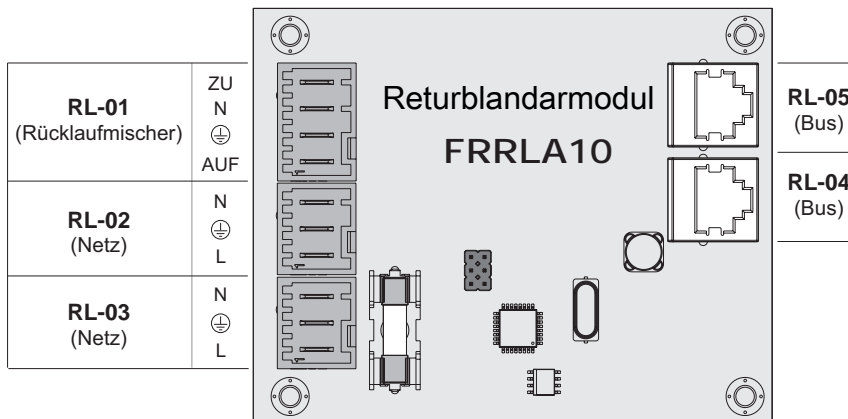 RL-01
(Rücklaufmischer)
ZU
N
AUF
RL-02
(Netz)
N
L
RL-03
(Netz)
N
L
Returblandarmodul
FRRLA10
RL-05
(Bus)
RL-04
(Bus)